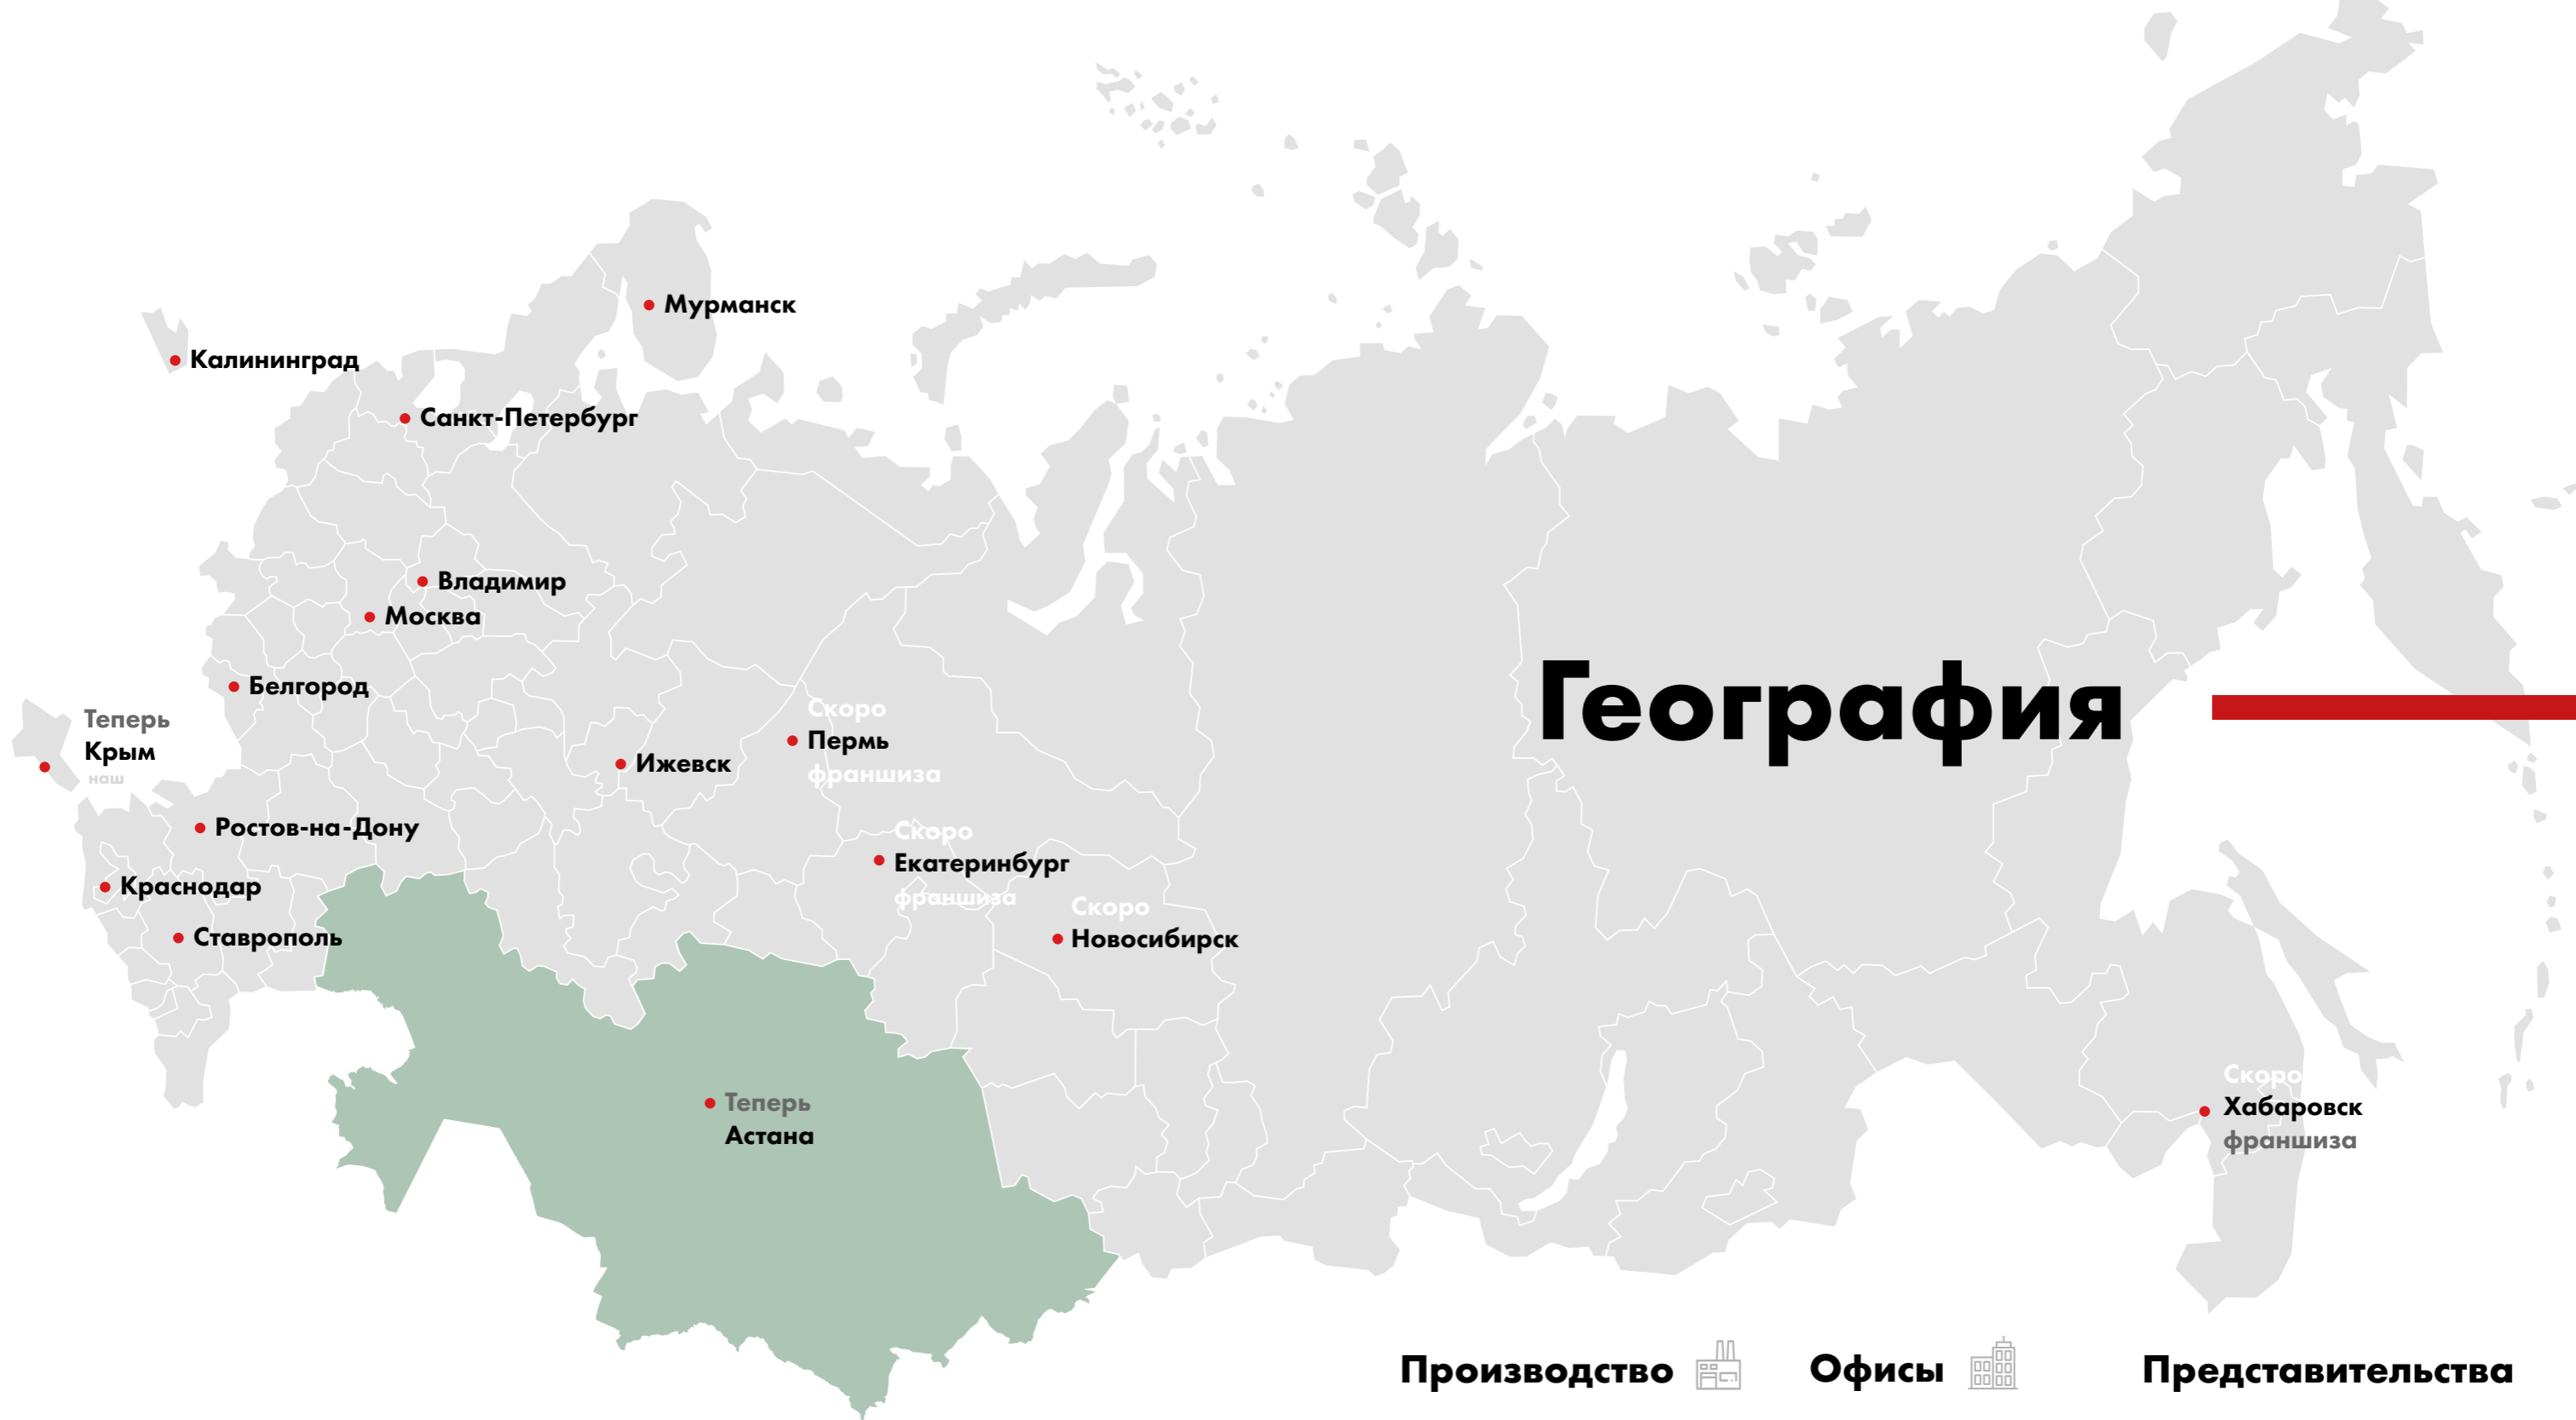 Мурманск
Калининград
Санкт-Петербург
Владимир
Москва
Белгород
Теперь
Крым
наш
Ижевск
Скоро
Пермь
франшиза
География
Ростов-на-Дону
Скоро
Екатеринбург
франшиза
Краснодар
Ставрополь
Скоро
Новосибирск
Теперь
Астана
Скоро
Хабаровск
франшиза
Производство
Офисы
Представительства